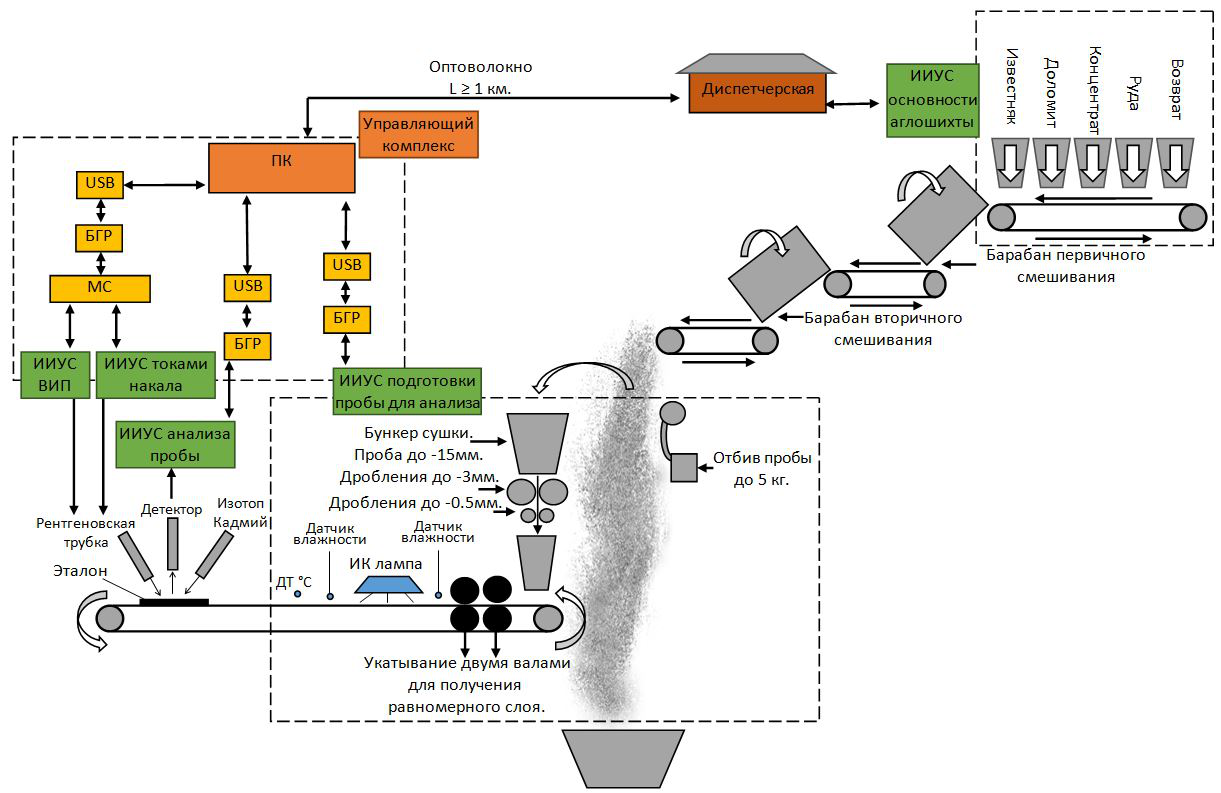 Оптоволокно
L ≥ 1 км.
Диспетчерская
ИИУС
основности
аглошихты
Известняк
Доломит
Концентрат
Руда
Возврат
Управляющий
комплекс
ПК
USB
БГР
МС
USB
БГР
USB
БГР
ИИУС
ВИП
ИИУС токами
накала
ИИУС анализа
пробы
ИИУС подготовки
пробы для анализа
Барабан первичного
смешивания
Барабан вторичного
смешивания
Бункер сушки.
Проба до -15мм.
Дробления до -3мм.
Дробления до -0.5мм.
Отбив пробы
до 5 кг.
Рентгеновская
трубка
Детектор
Изотоп
Кадмий
Эталон
ДТ °C
Датчик
влажности
ИК лампа
Датчик
влажности
Укатывание двумя валами
для получения
равномерного слоя.